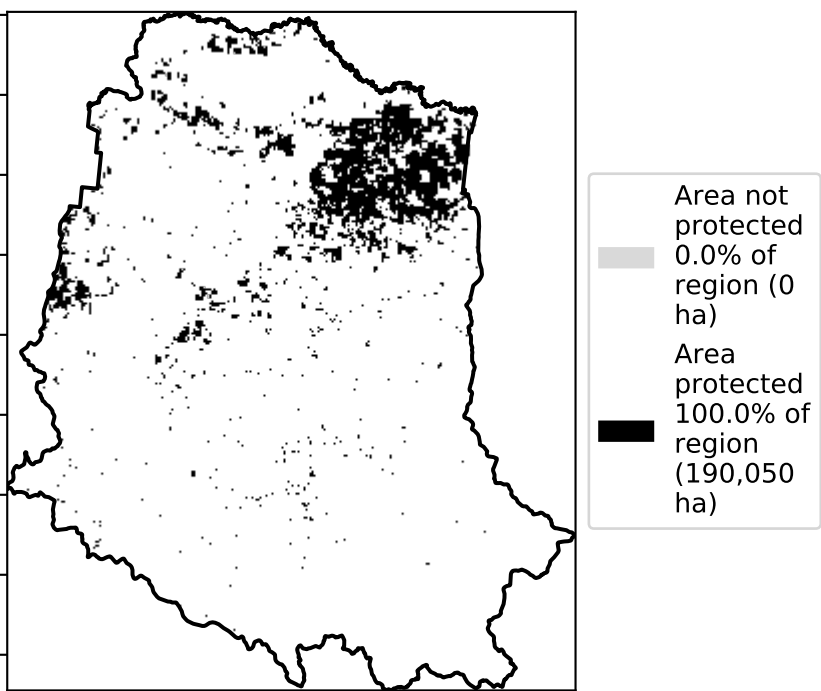 Area not
protected
0.0% of
region (0
ha)
Area
protected
100.0% of
region
(190,050
ha)